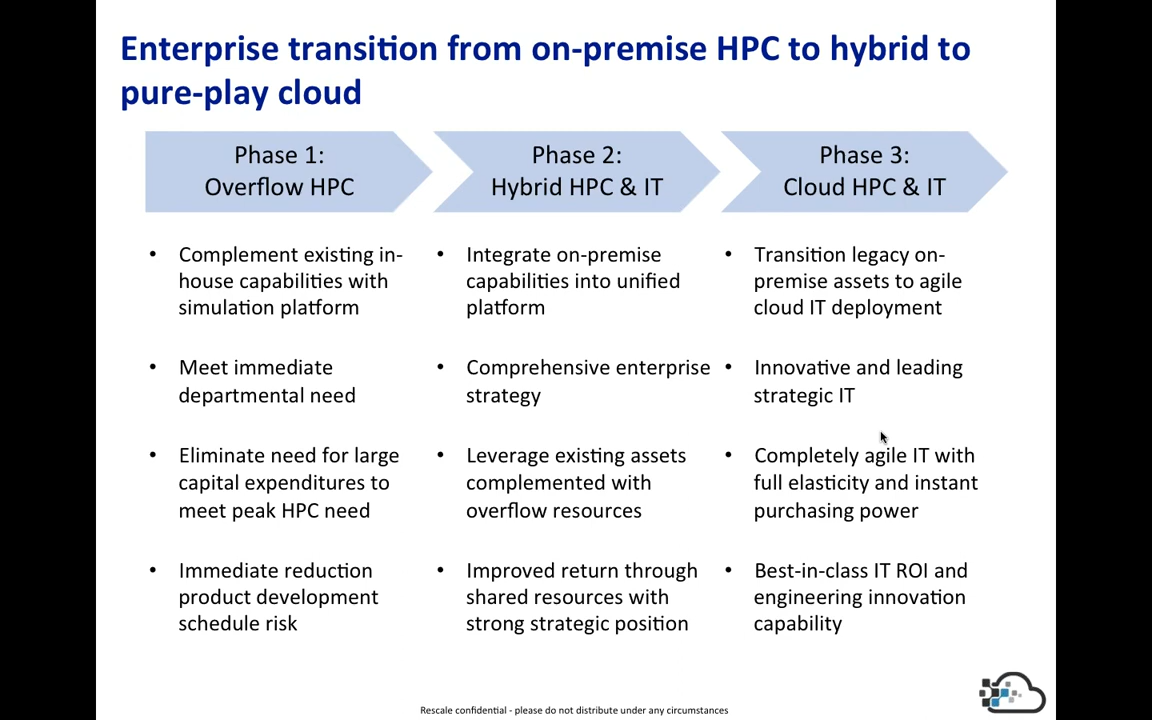 Enterprise transition from on-premise HPC to hybrid to
pure-play cloud
Phase 1:
Overflow HPC
Phase 2:
Hybrid HPC & IT
Phase 3:
Cloud HPC & IT
• Complement existing in-
house capabilities with
simulation platform
• Meet immediate
departmental need
• Eliminate need for large
capital expenditures to
meet peak HPC need
• Immediate reduction
product development
schedule risk
• Integrate on-premise
capabilities into unified
platform
• Comprehensive enterprise
strategy
• Leverage existing assets
complemented with
overflow resources
• Improved return through
shared resources with
strong strategic position
• Transition legacy on-
premise assets to agile
cloud IT deployment
• Innovative and leading
strategic IT
• Completely agile IT with
full elasticity and instant
purchasing power
• Best-in-class IT ROI and
engineering innovation
capability
Rescale confidential - please do not distribute under any circumstances